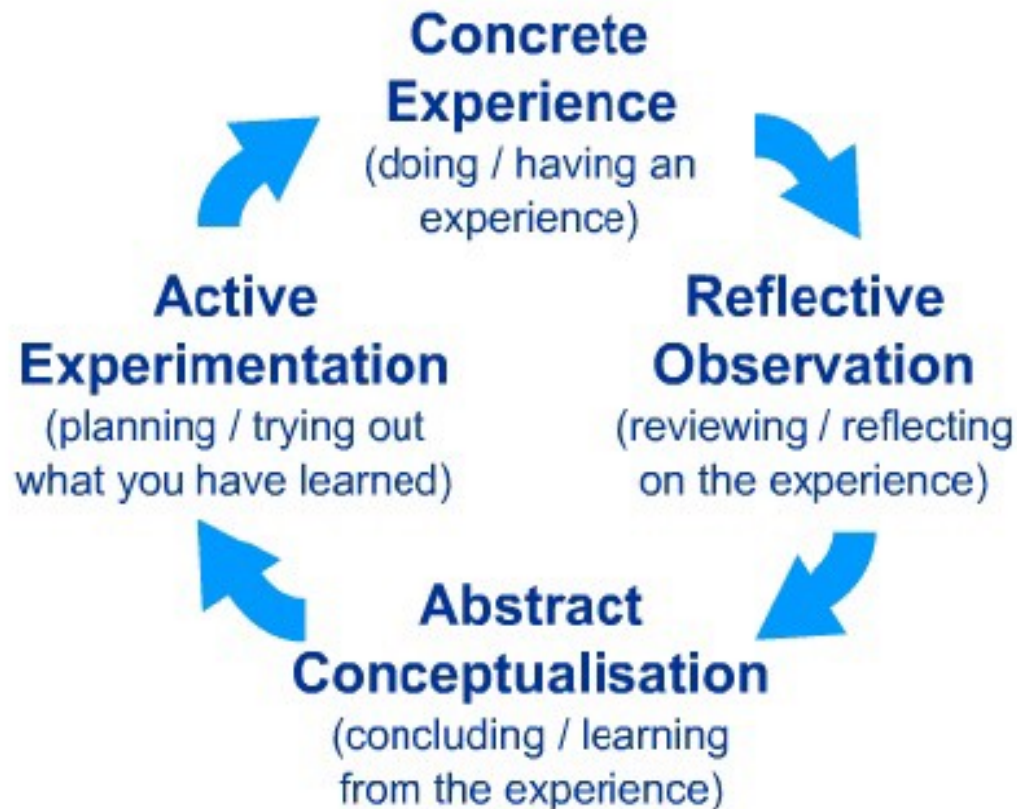 Concrete
Experience
(doing / having an
experience)
Active
Experimentation
(planning / trying out
what you have learned)
Reflective
Observation
(reviewing / reflecting
on the experience)
Abstract
Conceptualisation
(concluding / learning
from the experience)